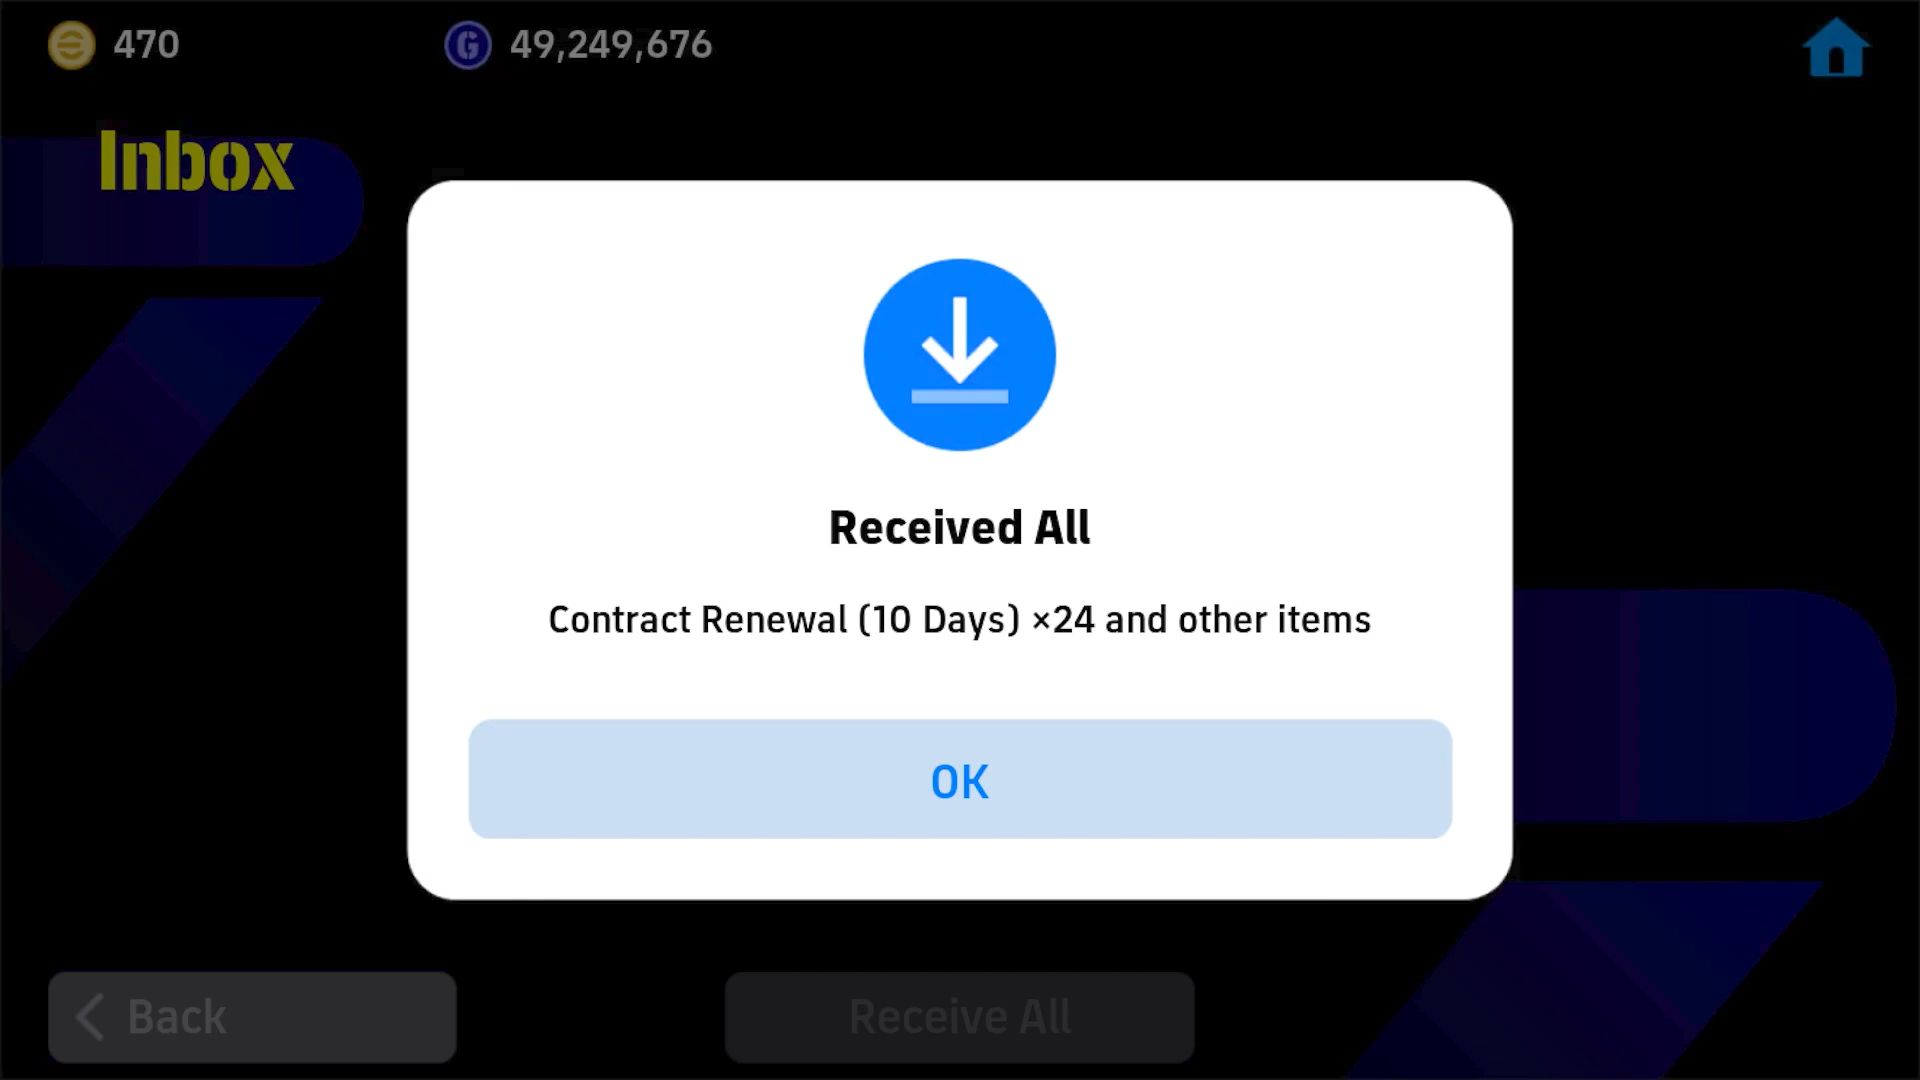 470
49,249,676
Inbox
Received All
Contract Renewal (10 Days) ×24 and other items
OK
Back
Receive All